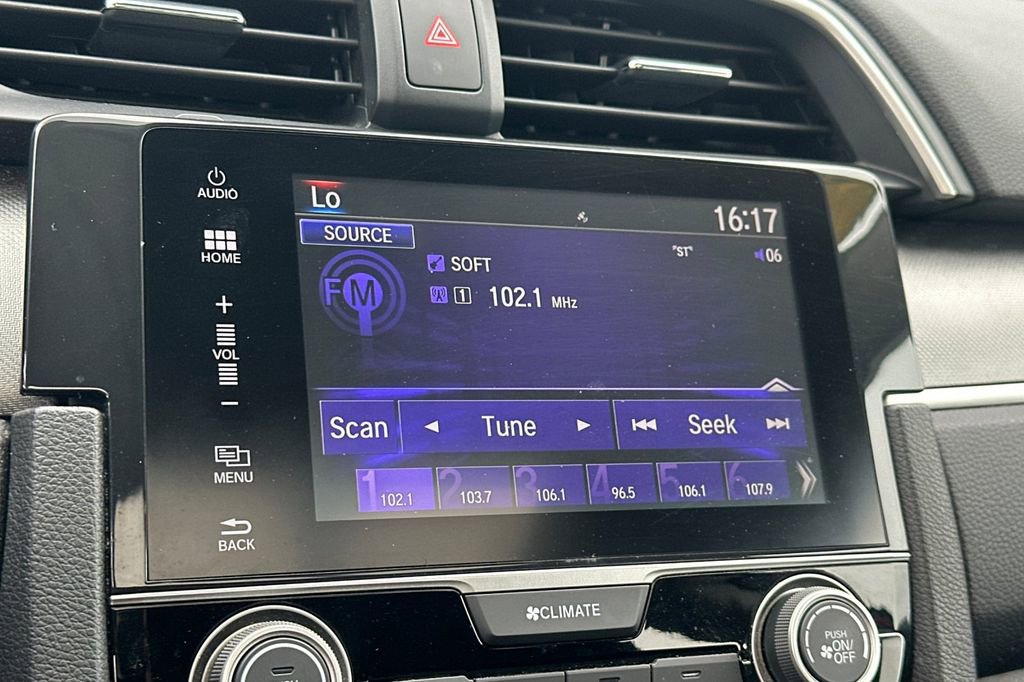 AUDIO
HOME
+
VOL
−
MENU
BACK
Lo
16:17
SOURCE
"ST"
06
FM
SOFT
1 102.1 MHz
Scan Tune Seek
1 102.1 2 103.7 3 106.1 4 96.5 5 106.1 6 107.9
CLIMATE
PUSH
ON/
OFF